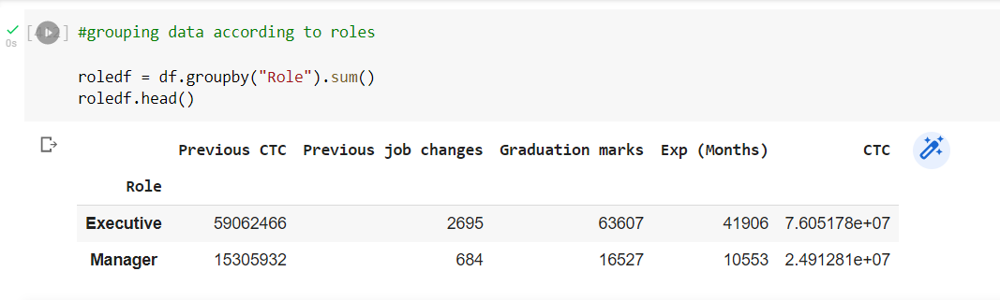 #grouping data according to roles
0s
roledf = df.groupby("Role").sum()
roledf.head()
Previous CTC Previous job changes Graduation marks Exp (Months) CTC
Role
Executive 59062466 2695 63607 41906 7.605178e+07
Manager 15305932 684 16527 10553 2.491281e+07